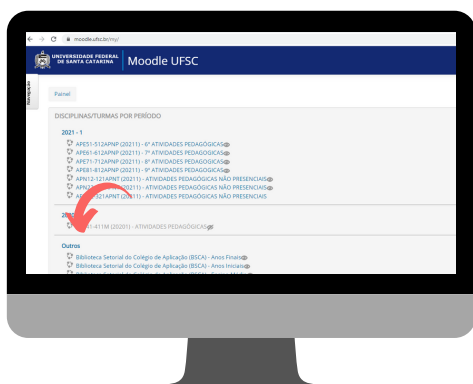 moodle.ufsc.br/my/
UNIVERSIDADE FEDERAL
DE SANTA CATARINA
Moodle UFSC
Navegação
Painel
DISCIPLINAS/TURMAS POR PERÍODO
2021 - 1
APE51-512APNP (20211) - 6º ATIVIDADES PEDAGÓGICAS
APE61-612APNP (20211) - 7º ATIVIDADES PEDAGOGICAS
APE71-712APNP (20211) - 8º ATIVIDADES PEDAGÓGICAS
APE81-812APNP (20211) - 9º ATIVIDADES PEDAGÓGICAS
APN12-121APNT (20211) - ATIVIDADES PEDAGÓGICAS NÃO PRESENCIAIS
(20211) - ATIVIDADES PEDAGÓGICAS NÃO PRESENCIAIS
321APNT (20211) - ATIVIDADES PEDAGÓGICAS NÃO PRESENCIAIS
-411M (20201) - ATIVIDADES PEDAGÓGICAS
Outros
Biblioteca Setorial do Colégio de Aplicação (BSCA) - Anos Finais
Biblioteca Setorial do Colégio de Aplicação (BSCA) - Anos Iniciais